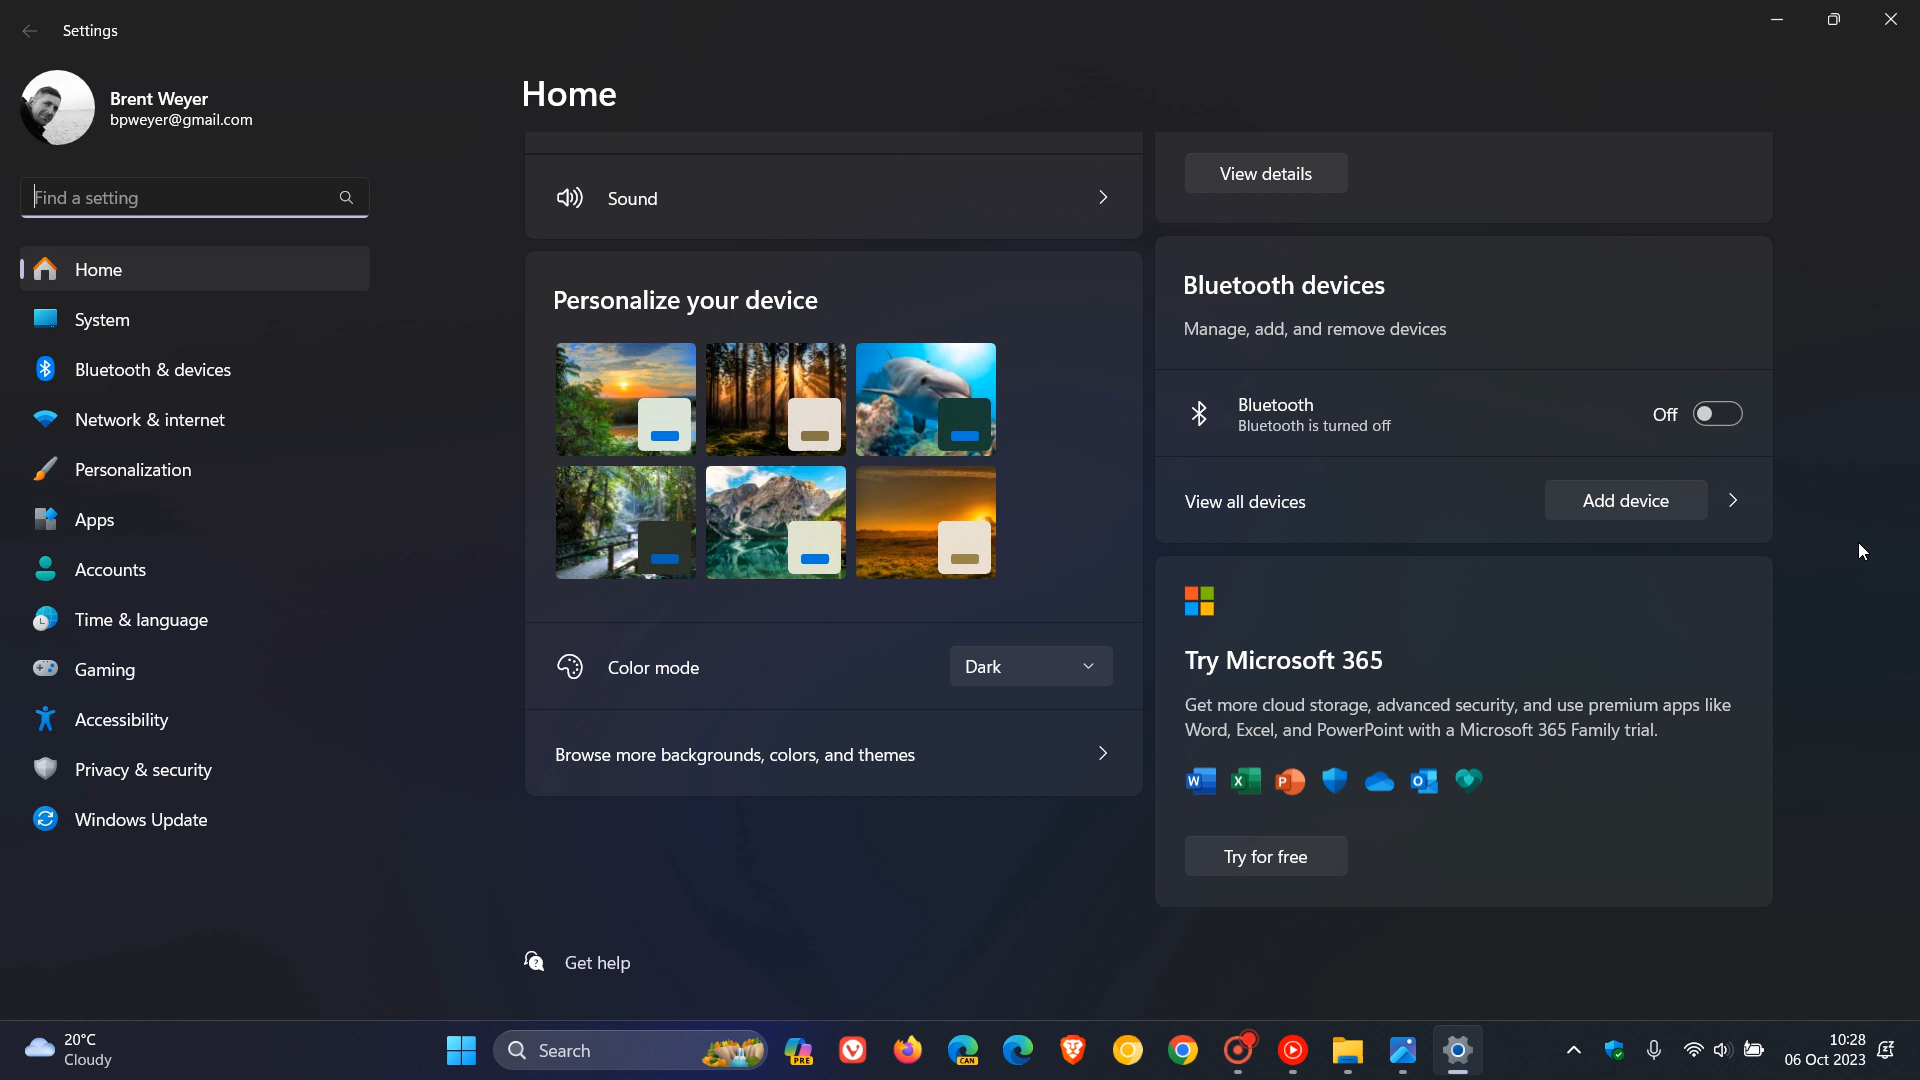 Settings
Brent Weyer
bpweyer@gmail.com
Find a setting
Home
System
Bluetooth & devices
Network & internet
Personalization
Apps
Accounts
Time & language
Gaming
Accessibility
Privacy & security
Windows Update
Home
Sound
Personalize your device
Color mode
Dark
Browse more backgrounds, colors, and themes
View details
Bluetooth devices
Manage, add, and remove devices
Bluetooth
Bluetooth is turned off
Off
View all devices
Add device
Try Microsoft 365
Get more cloud storage, advanced security, and use premium apps like
Word, Excel, and PowerPoint with a Microsoft 365 Family trial.
W X P O
Try for free
Get help
20°C
Cloudy
Search
PRE
CAN
10:28
06 Oct 2023